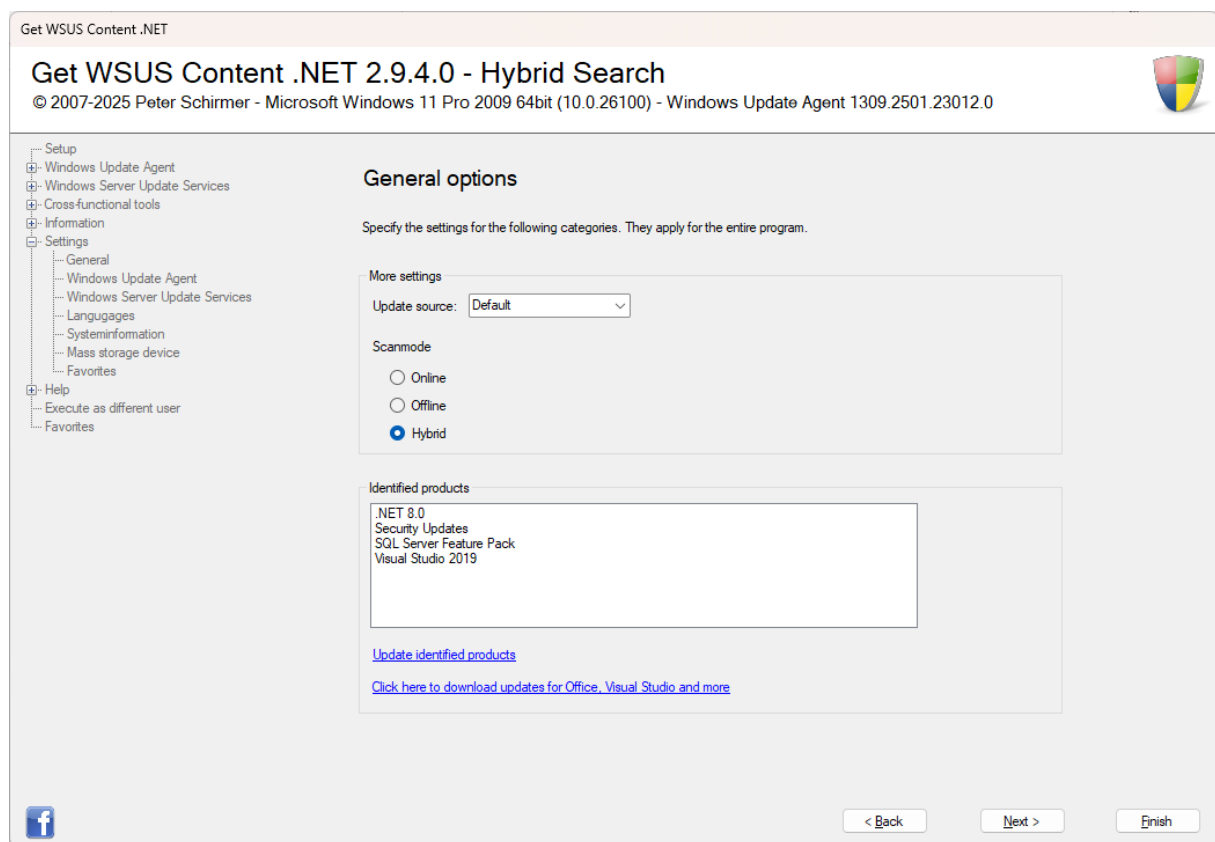 Get WSUS Content .NET
Get WSUS Content .NET 2.9.4.0 - Hybrid Search
© 2007-2025 Peter Schirmer - Microsoft Windows 11 Pro 2009 64bit (10.0.26100) - Windows Update Agent 1309.2501.23012.0
Setup
Windows Update Agent
Windows Server Update Services
Cross-functional tools
Information
Settings
General
Windows Update Agent
Windows Server Update Services
Langugages
Systeminformation
Mass storage device
Favorites
Help
Execute as different user
Favorites
General options
Specify the settings for the following categories. They apply for the entire program.
More settings
Update source: Default
Scanmode
Online
Offline
Hybrid
Identified products
.NET 8.0
Security Updates
SQL Server Feature Pack
Visual Studio 2019
Update identified products
Click here to download updates for Office, Visual Studio and more
f
< Back Next > Finish